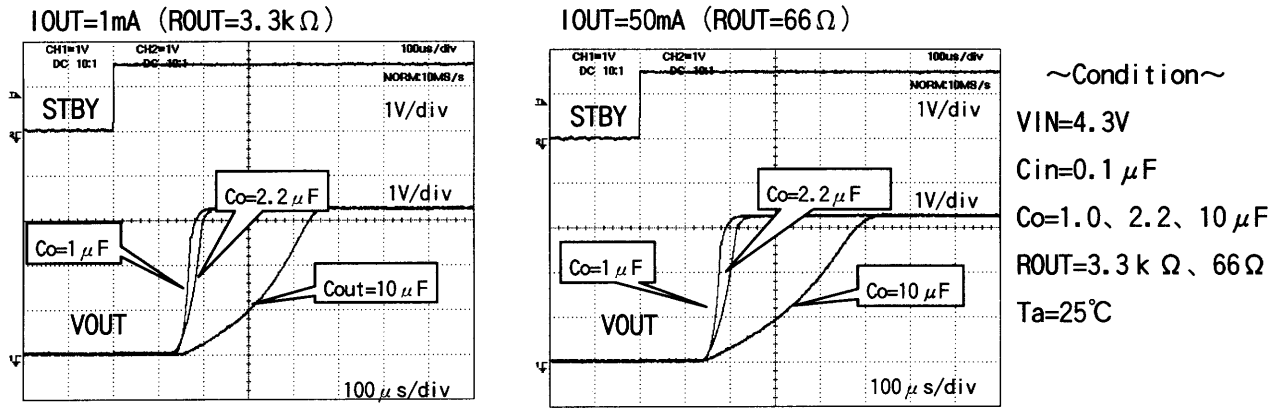 IOUT=1mA (ROUT=3.3kΩ)
CH1=1V CH2=1V 100us/div
DC 10:1 DC 10:1
NORM:10MS/s
STBY
1V/div
Co=2.2μF
1V/div
Co=1μF
Cout=10μF
VOUT
100μs/div
IOUT=50mA (ROUT=66Ω)
CH1=1V CH2=1V 100us/div
DC 10:1 DC 10:1
NORM:10MS/s
STBY
1V/div
Co=2.2μF
1V/div
Co=1μF
Co=10μF
VOUT
100μs/div
~Condition~
VIN=4.3V
Cin=0.1μF
Co=1.0、2.2、10μF
ROUT=3.3kΩ、66Ω
Ta=25℃